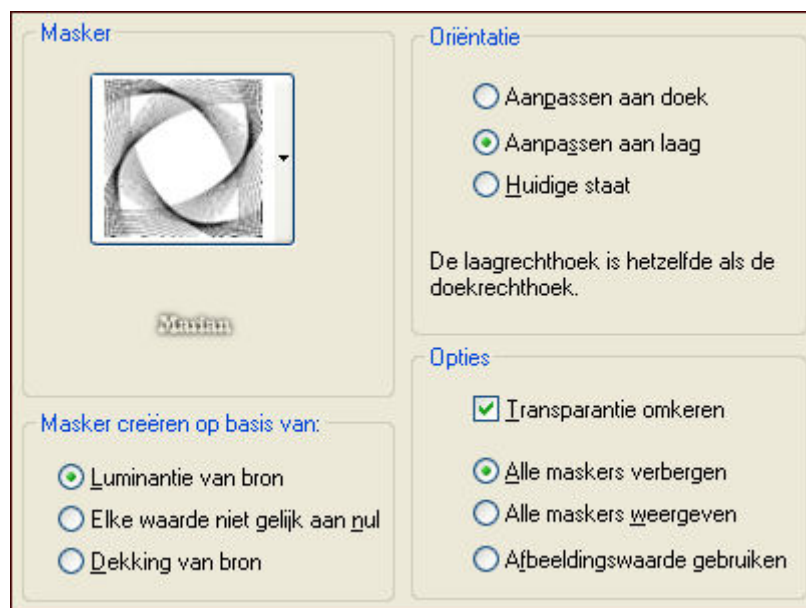 Masker
Marian
Masker creëren op basis van:
Luminantie van bron
Elke waarde niet gelijk aan nul
Dekking van bron
Oriëntatie
Aanpassen aan doek
Aanpassen aan laag
Huidige staat
De laagrechthoek is hetzelfde als de
doekrechthoek.
Opties
Transparantie omkeren
Alle maskers verbergen
Alle maskers weergeven
Afbeeldingswaarde gebruiken